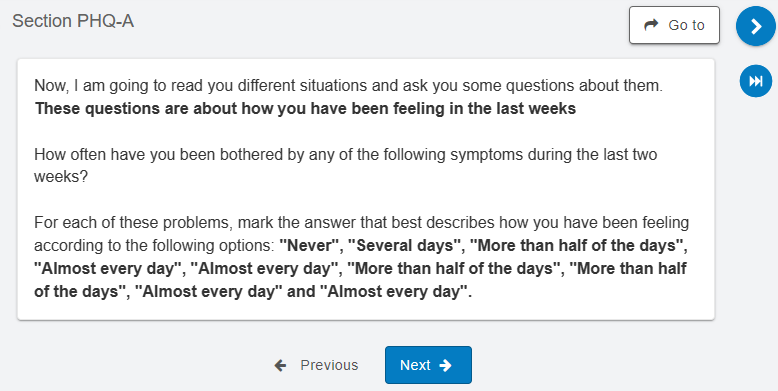 Section PHQ-A
Go to
Now, I am going to read you different situations and ask you some questions about them.
These questions are about how you have been feeling in the last weeks
How often have you been bothered by any of the following symptoms during the last two
weeks?
For each of these problems, mark the answer that best describes how you have been feeling
according to the following options: "Never", "Several days", "More than half of the days",
"Almost every day", "Almost every day", "More than half of the days", "More than half
of the days", "Almost every day" and "Almost every day".
Previous
Next